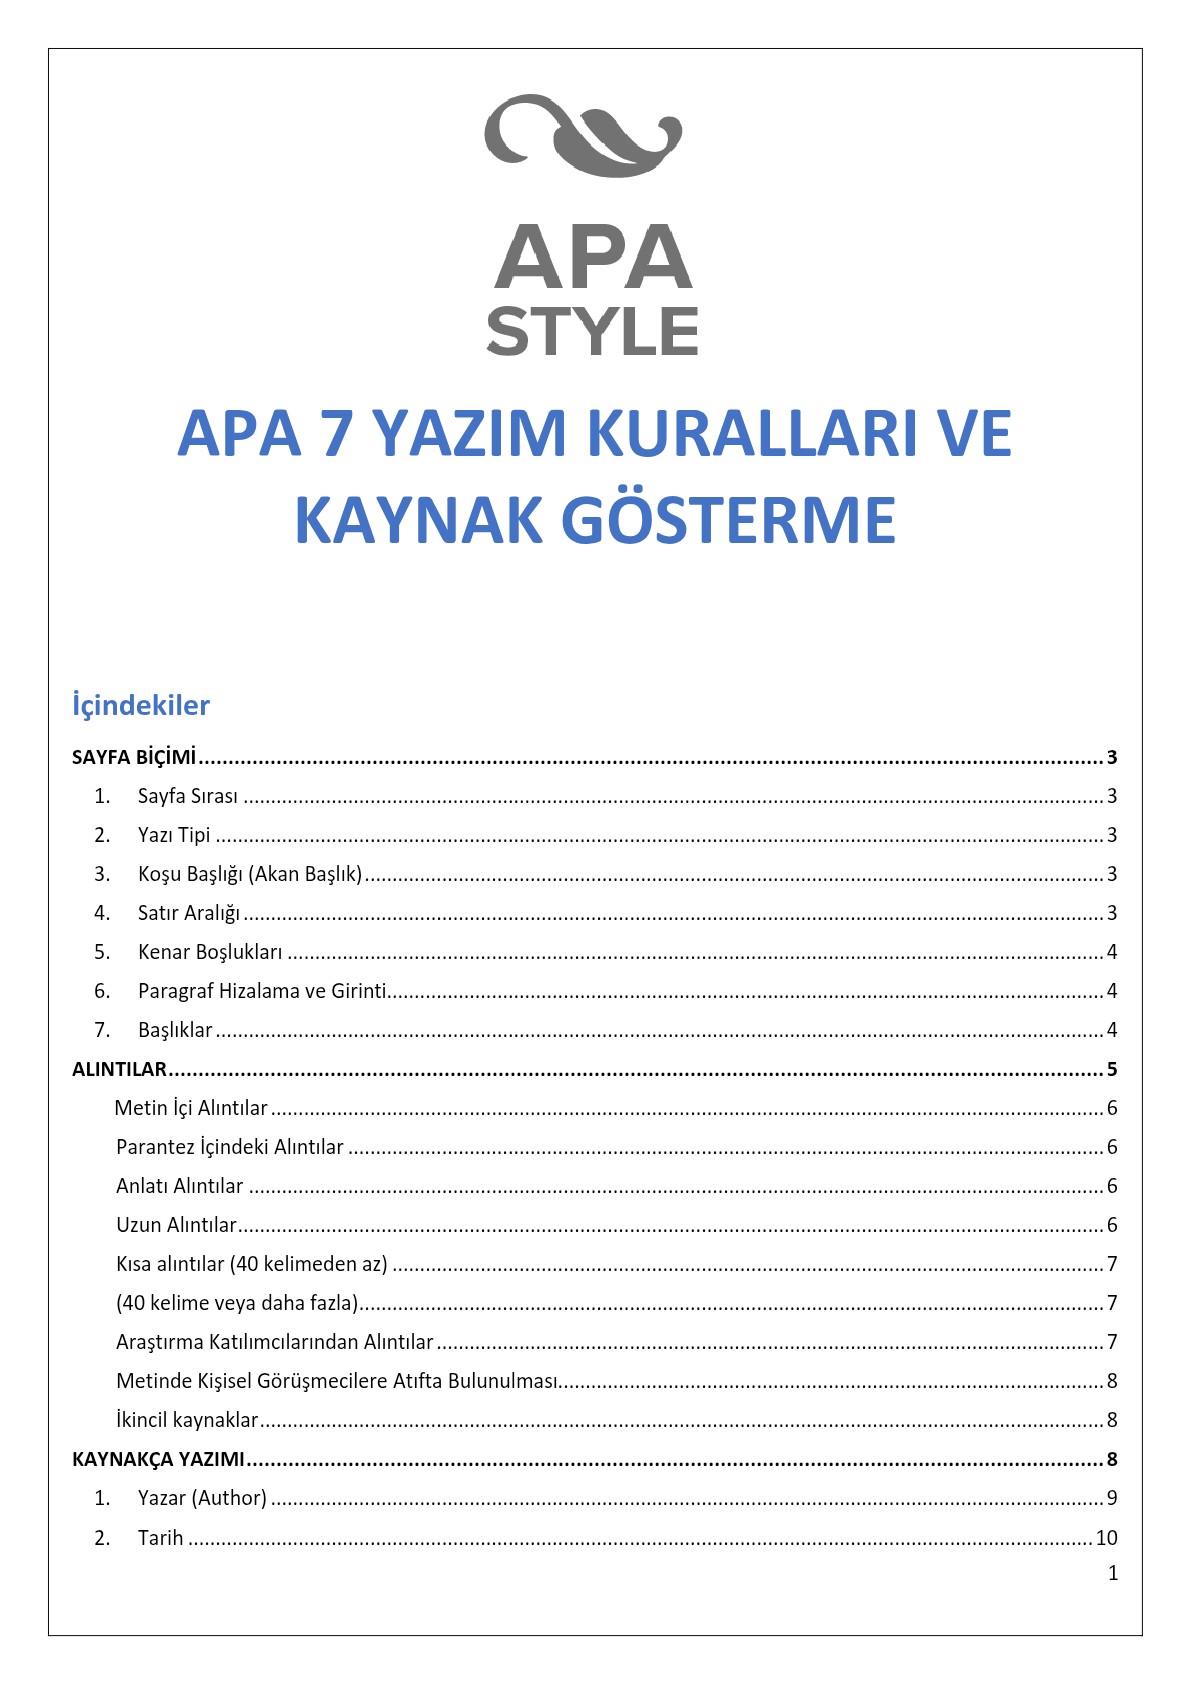 APA
STYLE
APA 7 YAZIM KURALLARI VE
KAYNAK GÖSTERME
İçindekiler
SAYFA BİÇİMİ 3
1. Sayfa Sırası 3
2. Yazı Tipi 3
3. Koşu Başlığı (Akan Başlık) 3
4. Satır Aralığı 3
5. Kenar Boşlukları 4
6. Paragraf Hizalama ve Girinti 4
7. Başlıklar 4
ALINTILAR 5
Metin İçi Alıntılar 6
Parantez İçindeki Alıntılar 6
Anlatı Alıntılar 6
Uzun Alıntılar 6
Kısa alıntılar (40 kelimeden az) 7
(40 kelime veya daha fazla) 7
Araştırma Katılımcılarından Alıntılar 7
Metinde Kişisel Görüşmecilere Atıfta Bulunulması 8
İkincil kaynaklar 8
KAYNAKÇA YAZIMI 8
1. Yazar (Author) 9
2. Tarih 10
1